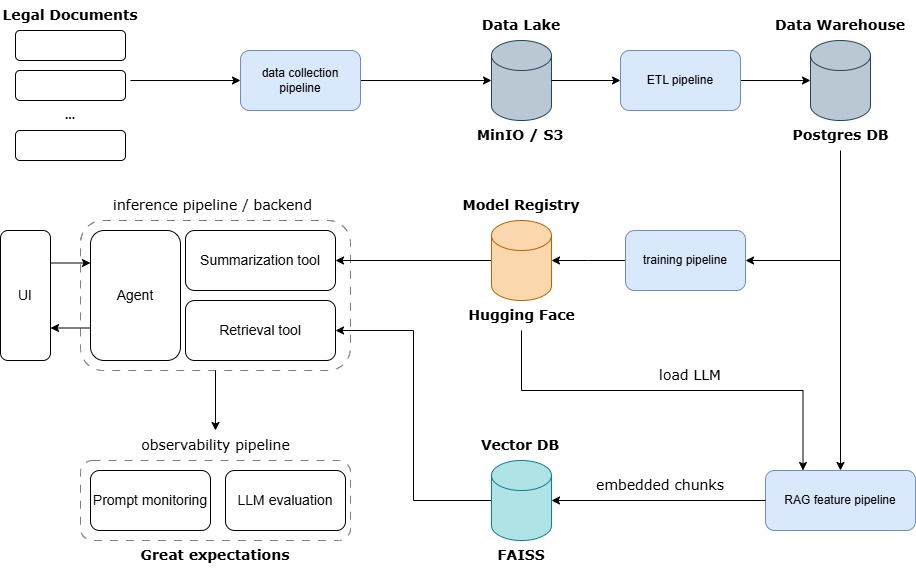 Legal Documents
...
data collection
pipeline
Data Lake
MinIO / S3
ETL pipeline
Data Warehouse
Postgres DB
inference pipeline / backend
UI
Agent
Summarization tool
Retrieval tool
Model Registry
Hugging Face
training pipeline
load LLM
observability pipeline
Prompt monitoring
LLM evaluation
Great expectations
Vector DB
FAISS
embedded chunks
RAG feature pipeline